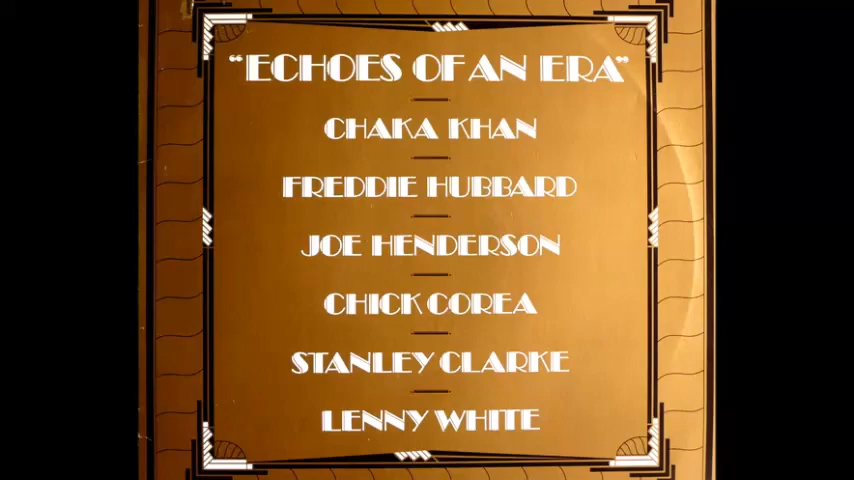 "ECHOES OF AN ERA"
CHAKA KHAN
FREDDIE HUBBARD
JOE HENDERSON
CHICK COREA
STANLEY CLARKE
LENNY WHITE